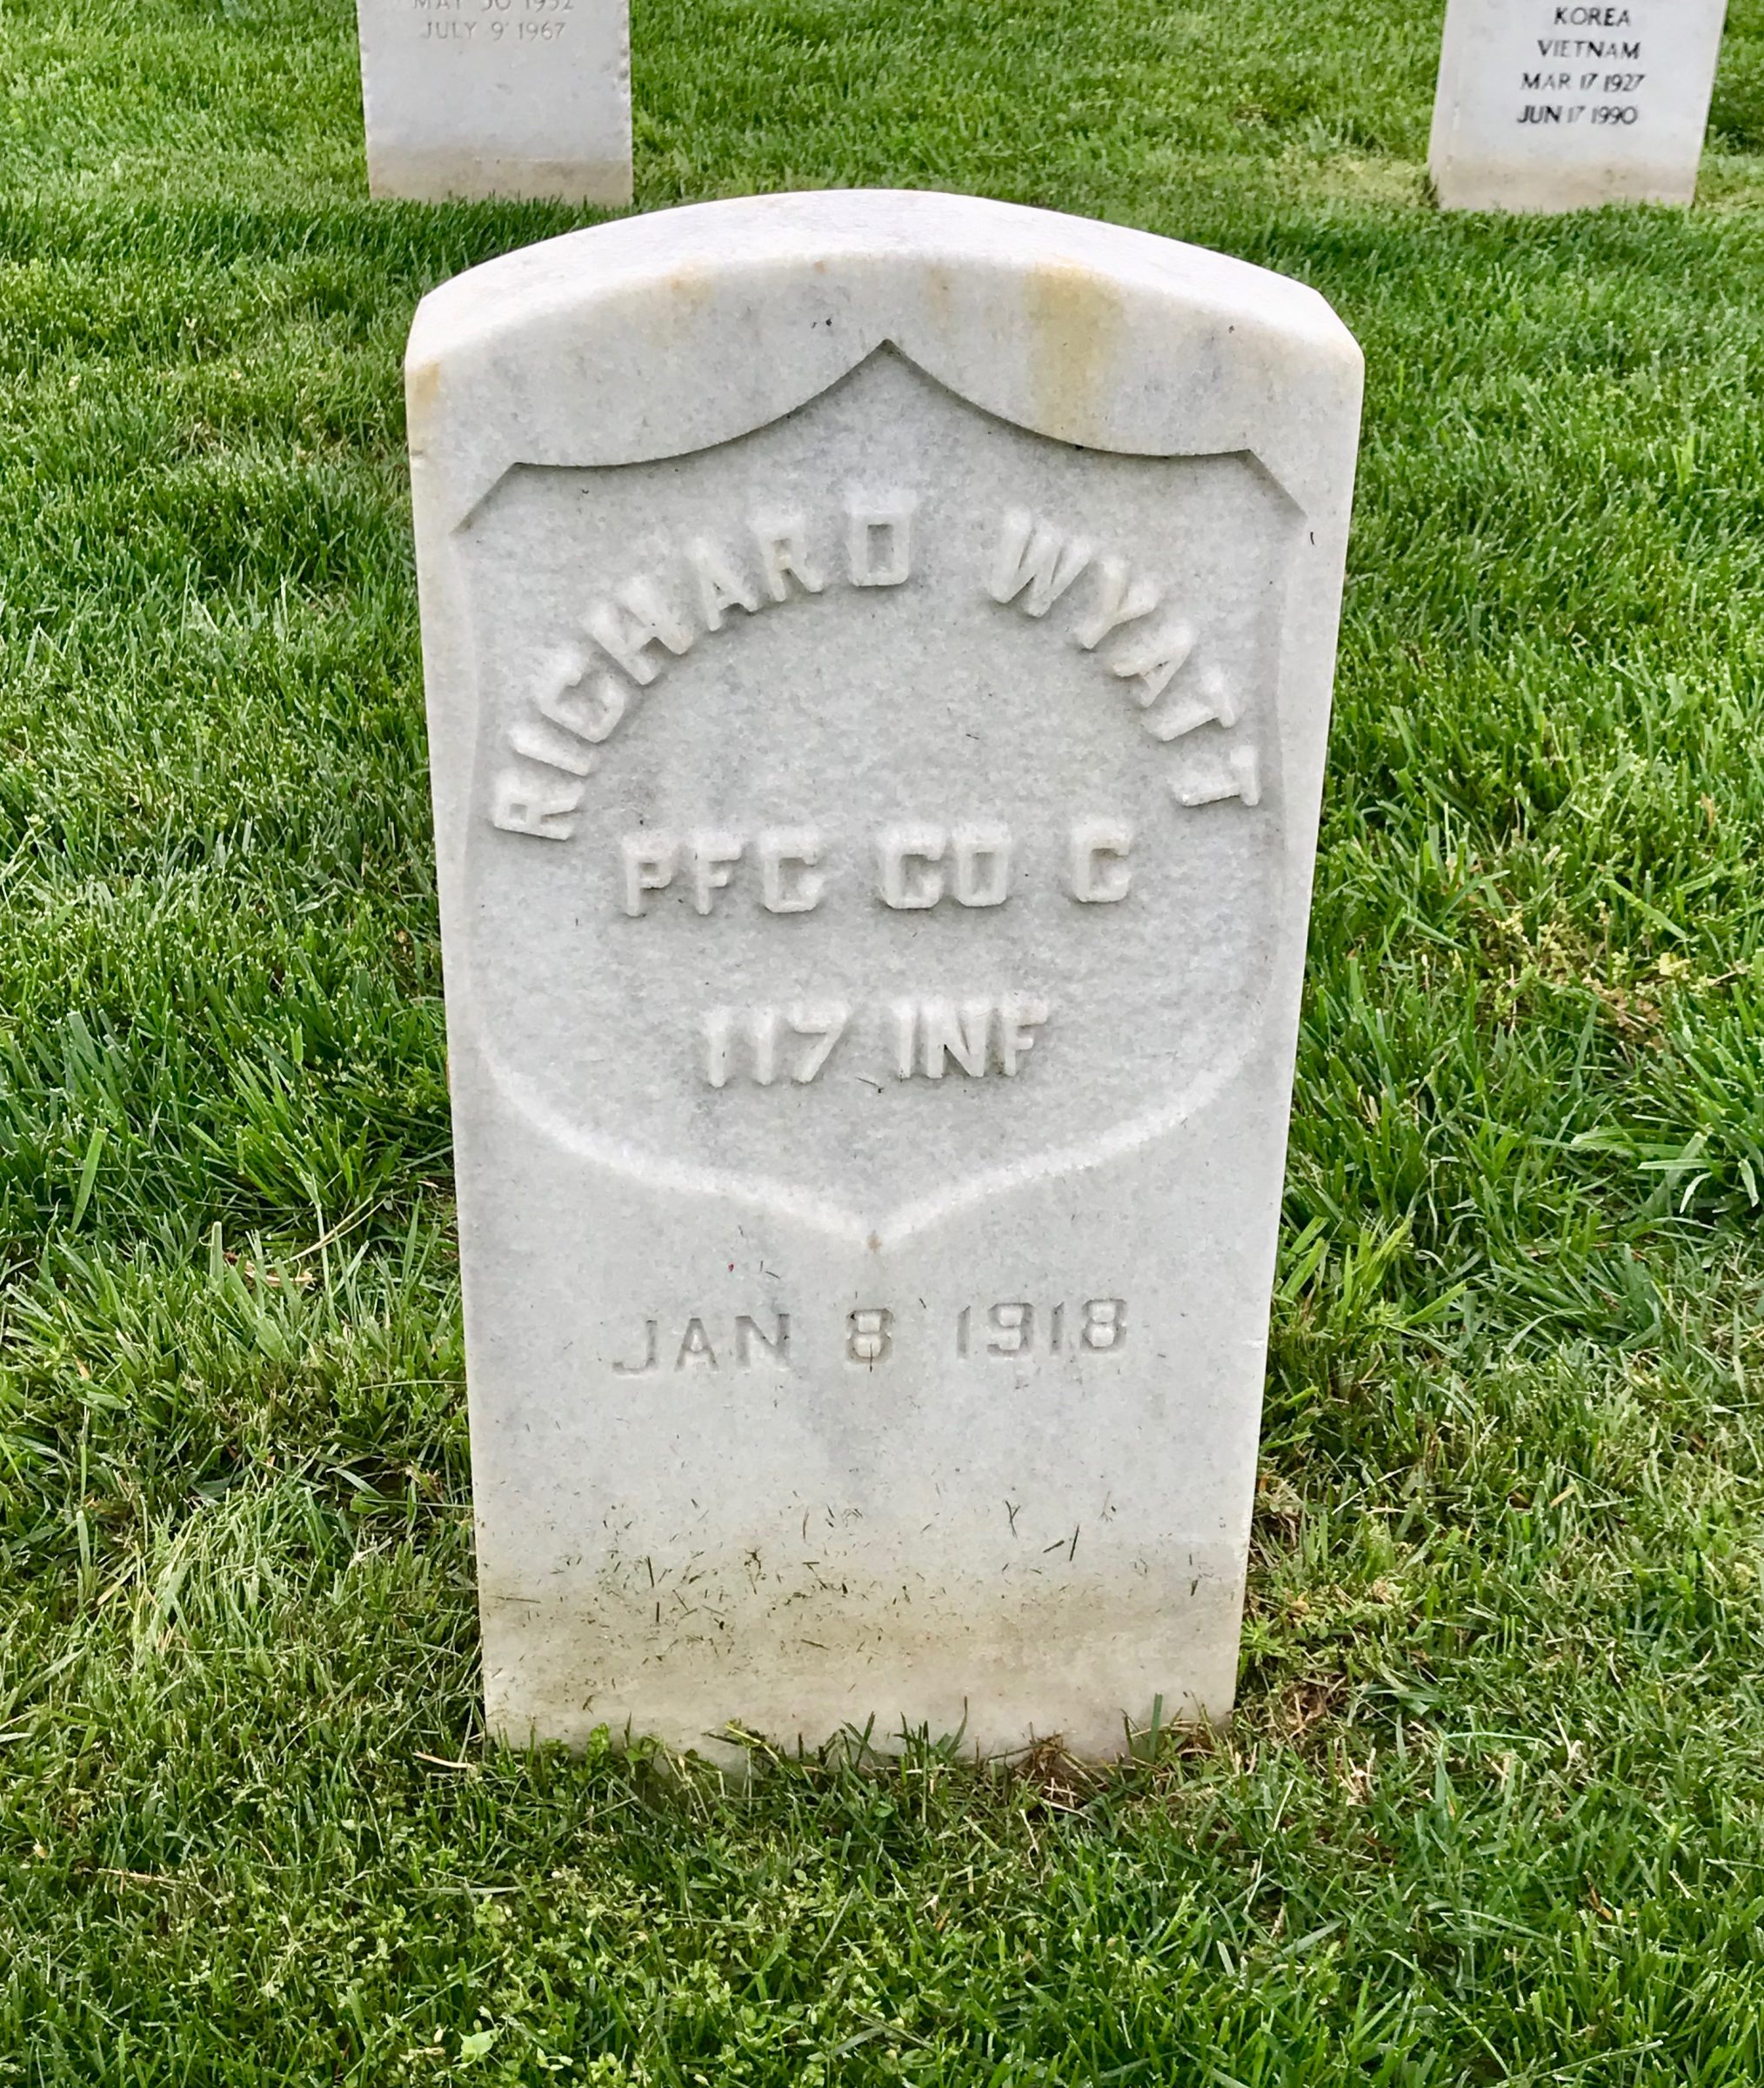 MAY 30 1932
JULY 9 1967
KOREA
VIETNAM
MAR 17 1927
JUN 17 1990
RICHARD WYATT
PFC CO C
117 INF
JAN 8 1918